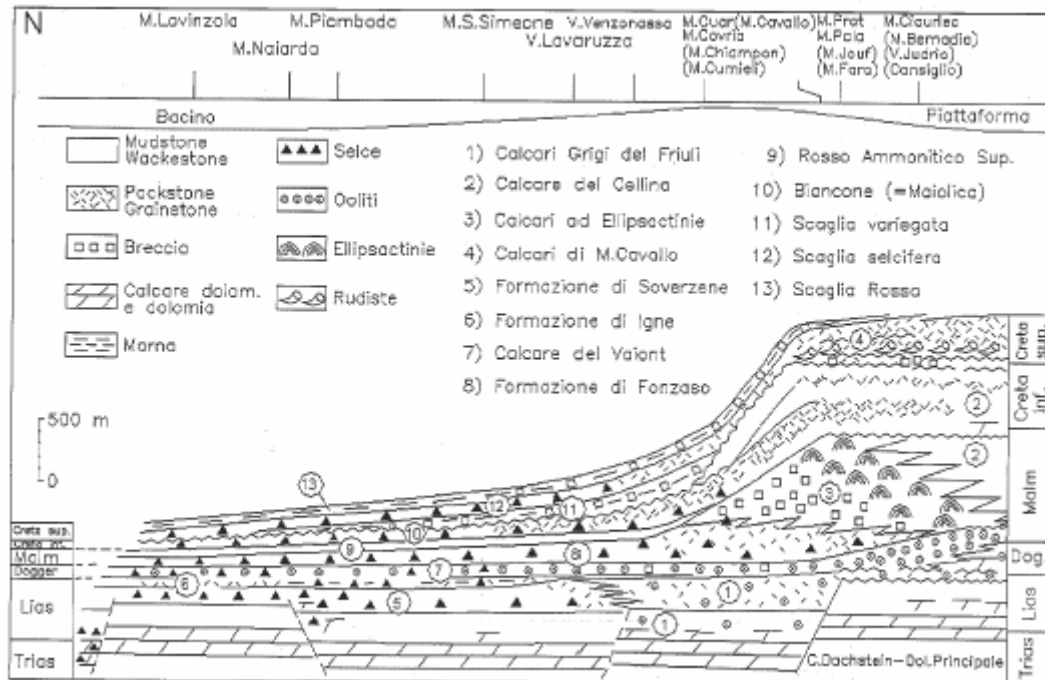 N
M.Lavinzola
M.Piombada
M.S.Simeone
V.Venzonassa
M.Cuar(M.Cavallo)
M.Prat
M.Ciaurlec
M.Naiarda
V.Lavaruzza
M.Covria
M.Pala
(M.Bernadia)
(M.Chiampon)
(M.Jouf)
(V.Judrio)
(M.Cumieli)
(M.Fara)
(Cansiglio)
Bacino
Piattaforma
Mudstone
Wackestone
Packstone
Grainstone
Breccia
Calcare dolom.
e dolomia
Marna
Selce
Ooliti
Ellipsactinie
Rudiste
1) Calcari Grigi del Friuli
2) Calcare del Cellina
3) Calcari ad Ellipsactinie
4) Calcari di M.Cavallo
5) Formazione di Soverzene
6) Formazione di Igne
7) Calcare del Vajont
8) Formazione di Fonzaso
9) Rosso Ammonitico Sup.
10) Biancone (=Maiolica)
11) Scaglia variegata
12) Scaglia selcifera
13) Scaglia Rossa
500 m
0
13
12
11
10
9
8
7
6
5
1
1
4
2
2
3
Creta sup.
Creta inf.
Malm
Dogger
Lias
Trias
Creta
sup.
Creta
inf.
Malm
Dog.
Lias
Trias
C.Dachstein-Dol.Principale